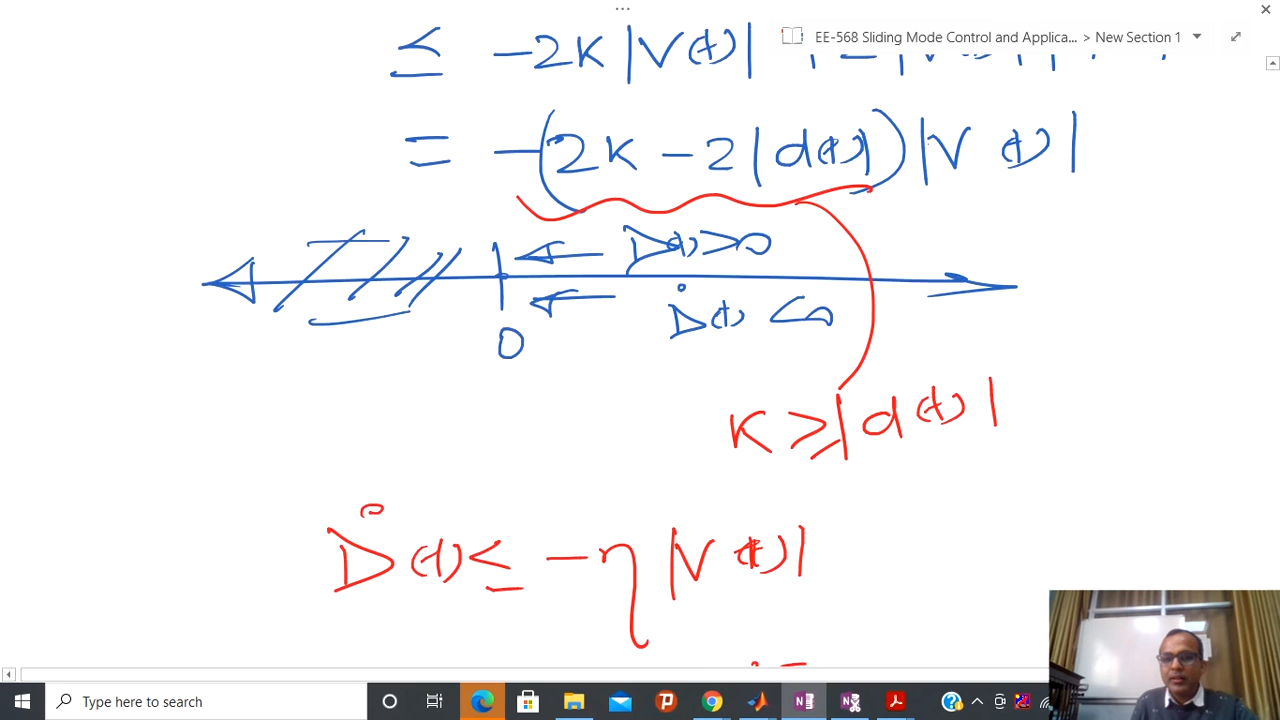 EE-568 Sliding Mode Control and Applica... > New Section 1
≤ -2K |V(t)|
= -(2K - 2|d(t)|) |V(t)|
D(t) > 0
0
Ḋ(t) < 0
K ≥ |d(t)|
Ḋ(t) ≤ -η |V(t)|
Type here to search